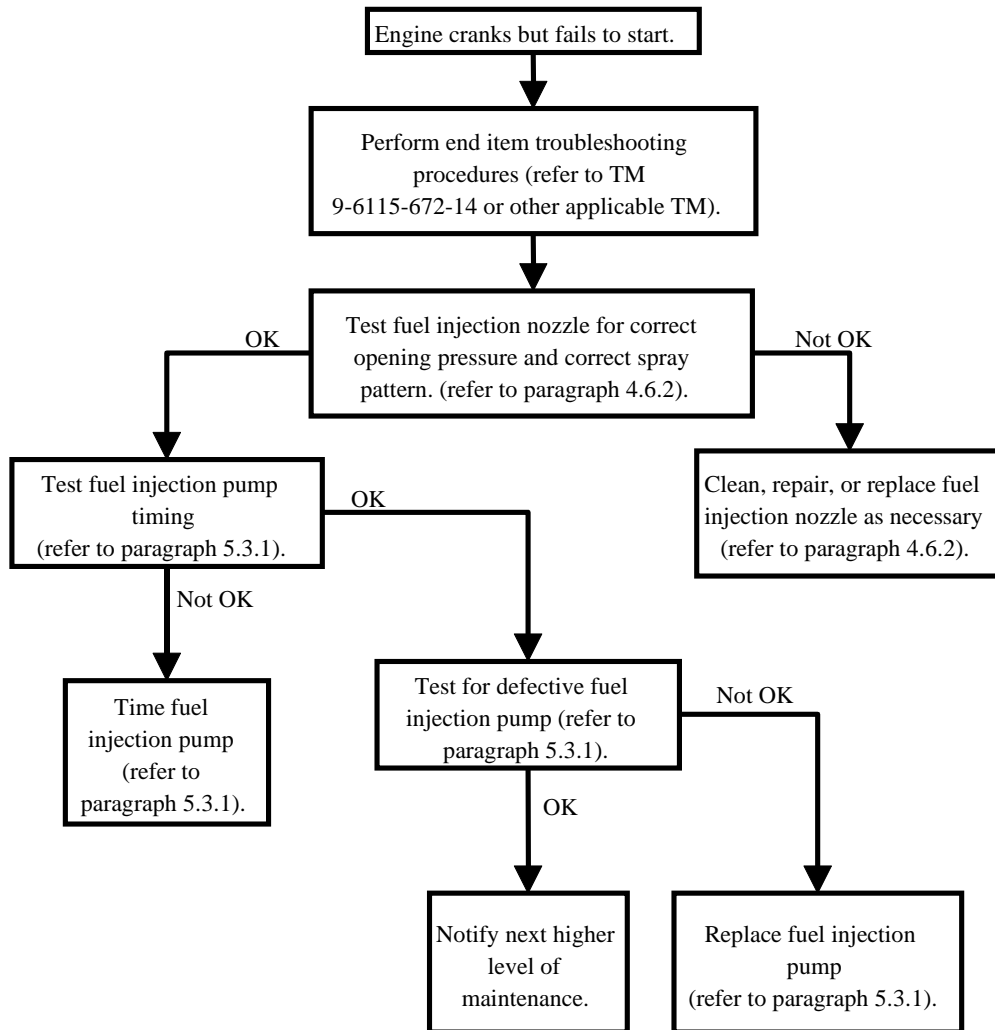 Engine cranks but fails to start.
Perform end item troubleshooting
procedures (refer to TM
9-6115-672-14 or other applicable TM).
OK
Test fuel injection nozzle for correct
opening pressure and correct spray
pattern. (refer to paragraph 4.6.2).
Not OK
Test fuel injection pump
timing
(refer to paragraph 5.3.1).
OK
Clean, repair, or replace fuel
injection nozzle as necessary
(refer to paragraph 4.6.2).
Not OK
Time fuel
injection pump
(refer to
paragraph 5.3.1).
Test for defective fuel
injection pump (refer to
paragraph 5.3.1).
Not OK
OK
Notify next higher
level of
maintenance.
Replace fuel injection
pump
(refer to paragraph 5.3.1).